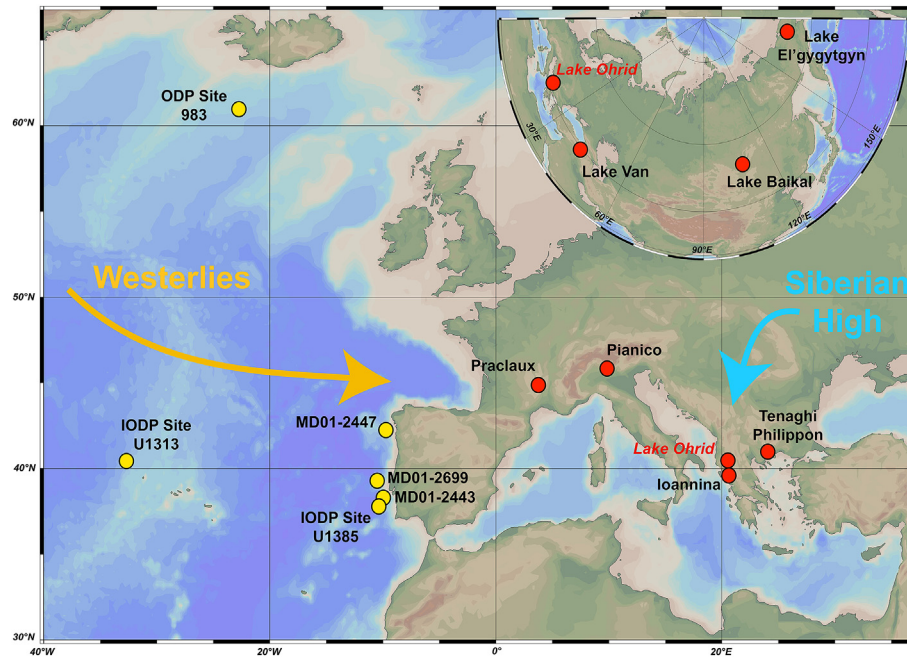 Lake
El'gygytgyn
Lake Ohrid
ODP Site
983
60°N
30°E
150°E
Lake Van
Lake Baikal
60°E
120°E
90°E
Westerlies
Siberian
High
50°N
Praclaux
Pianico
MD01-2447
IODP Site
U1313
Tenaghi
Philippon
Lake Ohrid
40°N
MD01-2699
MD01-2443
Ioannina
IODP Site
U1385
30°N
40°W
20°W
0°
20°E